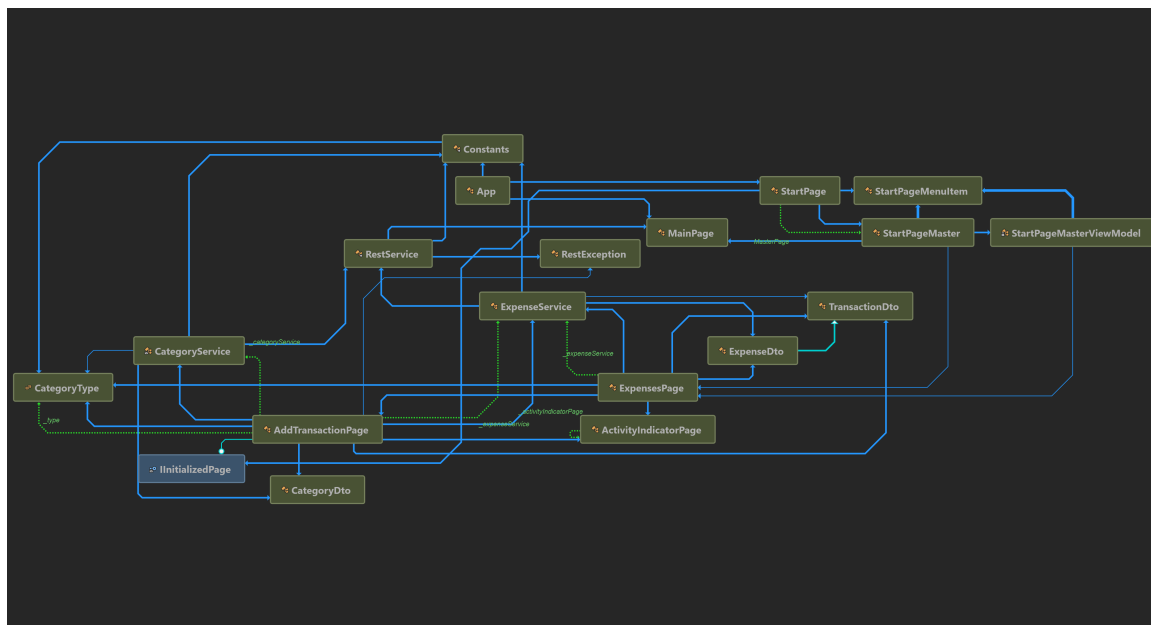 Constants
App
StartPage
StartPageMenuItem
MainPage
MasterPage
StartPageMaster
StartPageMasterViewModel
RestService
RestException
ExpenseService
TransactionDto
_categoryService
CategoryService
_expenseService
ExpenseDto
CategoryType
ExpensesPage
_type
_activityIndicatorPage
_expenseService
AddTransactionPage
ActivityIndicatorPage
IInitializedPage
CategoryDto